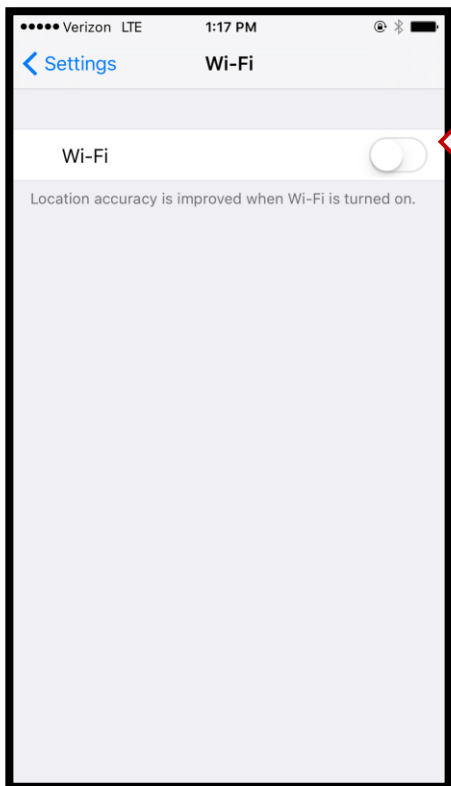 Verizon LTE 1:17 PM
Settings Wi-Fi
Wi-Fi
Location accuracy is improved when Wi-Fi is turned on.